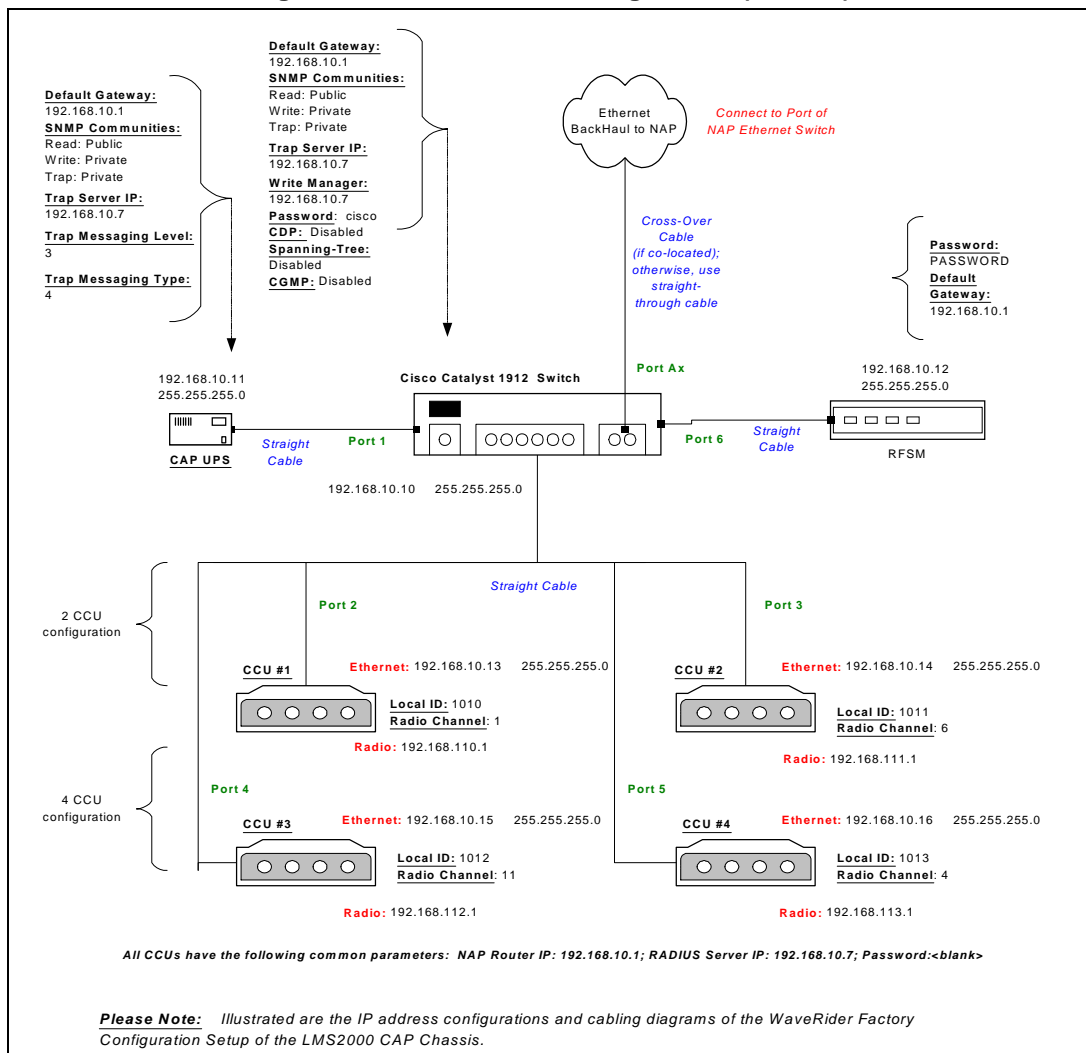 Default Gateway:
192.168.10.1
SNMP Communities:
Read: Public
Write: Private
Trap: Private
Trap Server IP:
192.168.10.7
Trap Messaging Level:
3
Trap Messaging Type:
4
Default Gateway:
192.168.10.1
SNMP Communities:
Read: Public
Write: Private
Trap: Private
Trap Server IP:
192.168.10.7
Write Manager:
192.168.10.7
Password: cisco
CDP: Disabled
Spanning-Tree:
Disabled
CGMP: Disabled
Ethernet
BackHaul to NAP
Connect to Port of
NAP Ethernet Switch
Cross-Over
Cable
(if co-located);
otherwise, use
straight-
through cable
Password:
PASSWORD
Default
Gateway:
192.168.10.1
192.168.10.11
255.255.255.0
CAP UPS
Straight
Cable
Port 1
Cisco Catalyst 1912 Switch
Port Ax
192.168.10.10 255.255.255.0
Port 6
Straight
Cable
192.168.10.12
255.255.255.0
RFSM
Straight Cable
2 CCU
configuration
Port 2
Port 3
CCU #1
Ethernet: 192.168.10.13 255.255.255.0
Local ID: 1010
Radio Channel: 1
Radio: 192.168.110.1
CCU #2
Ethernet: 192.168.10.14 255.255.255.0
Local ID: 1011
Radio Channel: 6
Radio: 192.168.111.1
4 CCU
configuration
Port 4
Port 5
CCU #3
Ethernet: 192.168.10.15 255.255.255.0
Local ID: 1012
Radio Channel: 11
Radio: 192.168.112.1
CCU #4
Ethernet: 192.168.10.16 255.255.255.0
Local ID: 1013
Radio Channel: 4
Radio: 192.168.113.1
All CCUs have the following common parameters: NAP Router IP: 192.168.10.1; RADIUS Server IP: 192.168.10.7; Password:<blank>
Please Note: Illustrated are the IP address configurations and cabling diagrams of the WaveRider Factory
Configuration Setup of the LMS2000 CAP Chassis.